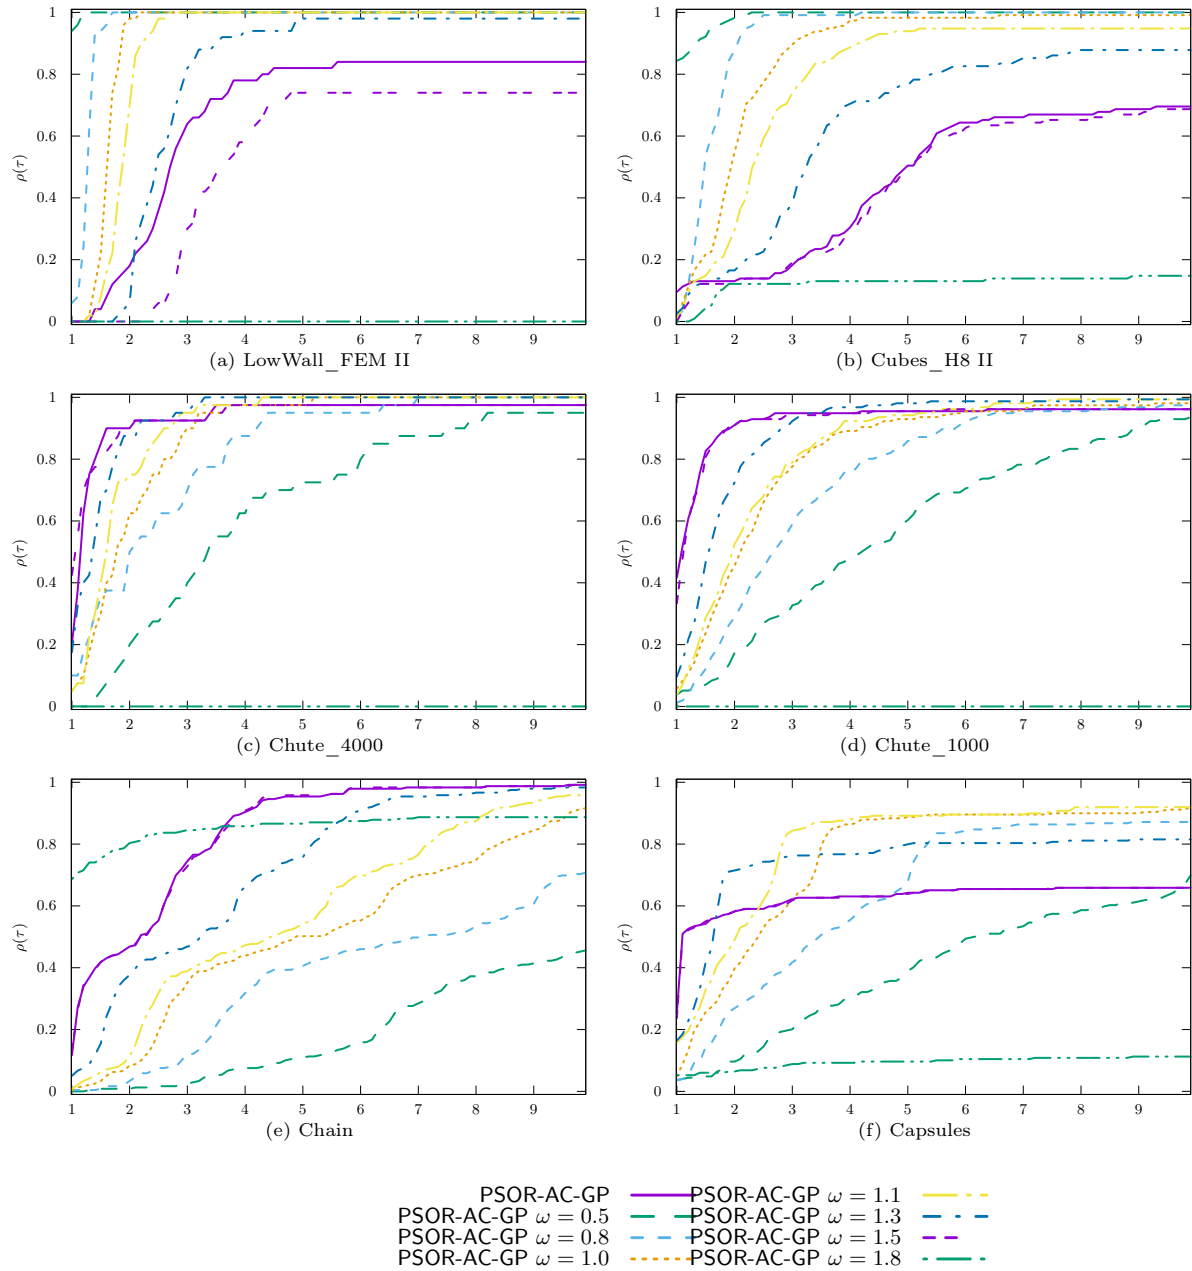 1
0.8
0.6
0.4
0.2
0
ρ(τ)
1 2 3 4 5 6 7 8 9
(a) LowWall_FEM II
1
0.8
0.6
0.4
0.2
0
ρ(τ)
1 2 3 4 5 6 7 8 9
(b) Cubes_H8 II
1
0.8
0.6
0.4
0.2
0
ρ(τ)
1 2 3 4 5 6 7 8 9
(c) Chute_4000
1
0.8
0.6
0.4
0.2
0
ρ(τ)
1 2 3 4 5 6 7 8 9
(d) Chute_1000
1
0.8
0.6
0.4
0.2
0
ρ(τ)
1 2 3 4 5 6 7 8 9
(e) Chain
1
0.8
0.6
0.4
0.2
0
ρ(τ)
1 2 3 4 5 6 7 8 9
(f) Capsules
PSOR-AC-GP
PSOR-AC-GP ω = 0.5
PSOR-AC-GP ω = 0.8
PSOR-AC-GP ω = 1.0
PSOR-AC-GP ω = 1.1
PSOR-AC-GP ω = 1.3
PSOR-AC-GP ω = 1.5
PSOR-AC-GP ω = 1.8